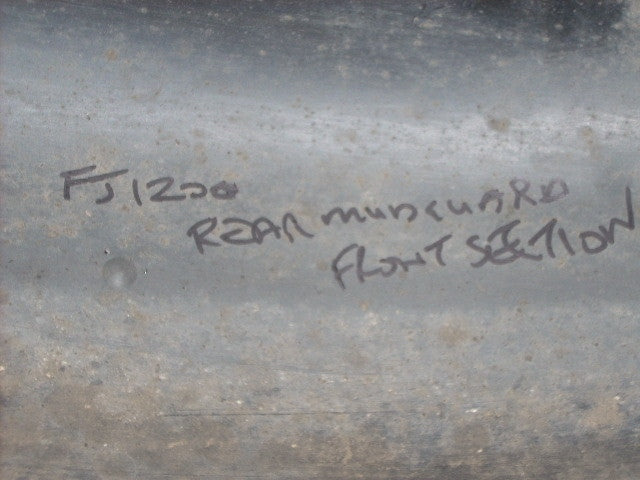 FJ1200
REAR MUDGUARD
FRONT SECTION